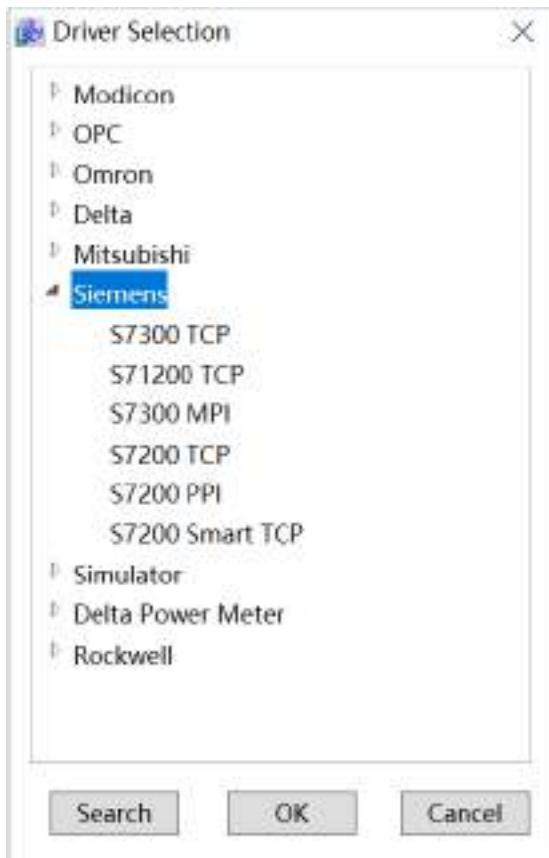 Driver Selection
Modicon
OPC
Omron
Delta
Mitsubishi
Siemens
S7300 TCP
S71200 TCP
S7300 MPI
S7200 TCP
S7200 PPI
S7200 Smart TCP
Simulator
Delta Power Meter
Rockwell
Search OK Cancel